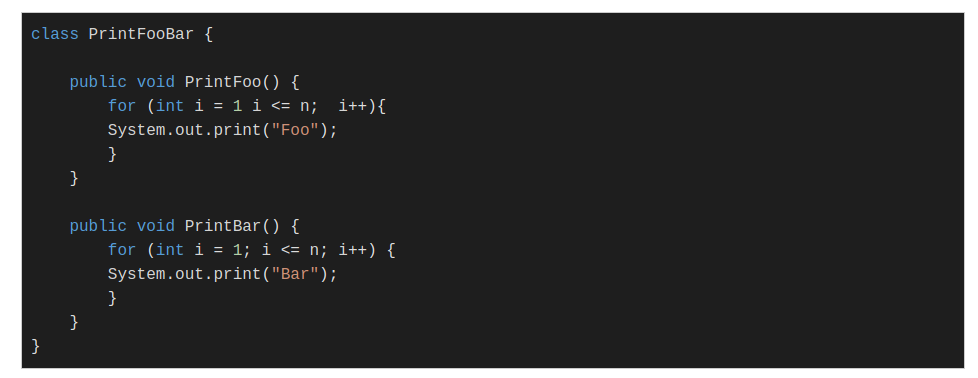 class PrintFooBar {
    public void PrintFoo() {
        for (int i = 1 i <= n;  i++){
        System.out.print("Foo");
        }
    }
    public void PrintBar() {
        for (int i = 1; i <= n; i++) {
        System.out.print("Bar");
        }
    }
}